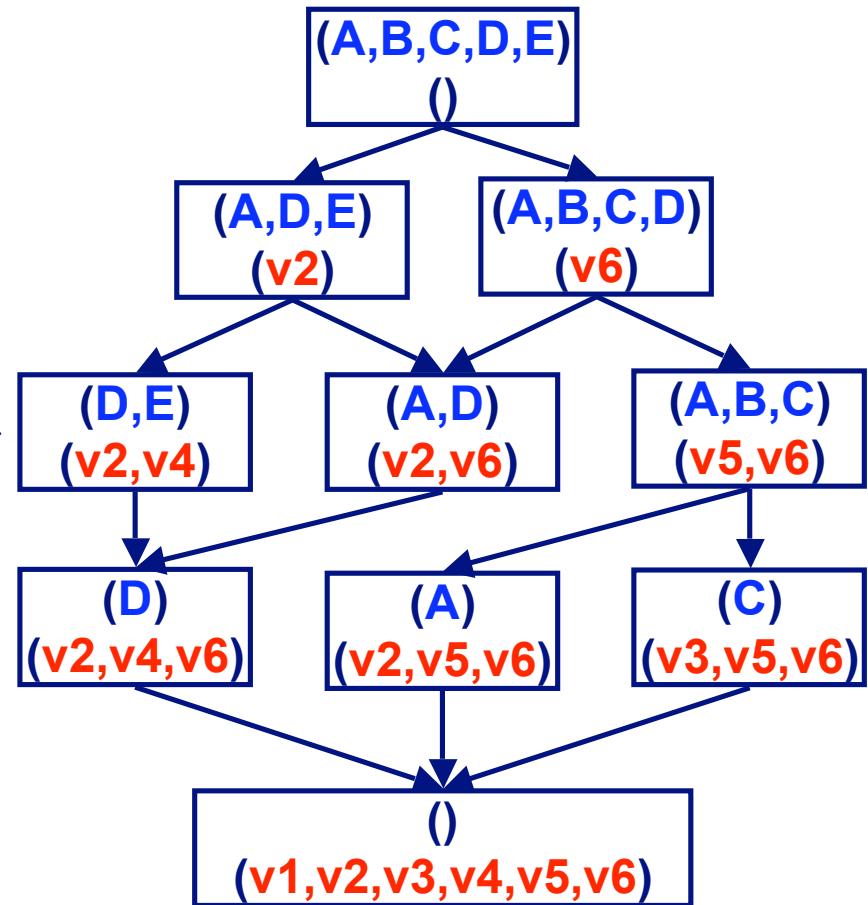 (A,B,C,D,E)
()
(A,D,E)
(v2)
(A,B,C,D)
(v6)
(D,E)
(v2,v4)
(A,D)
(v2,v6)
(A,B,C)
(v5,v6)
(D)
(v2,v4,v6)
(A)
(v2,v5,v6)
(C)
(v3,v5,v6)
()
(v1,v2,v3,v4,v5,v6)